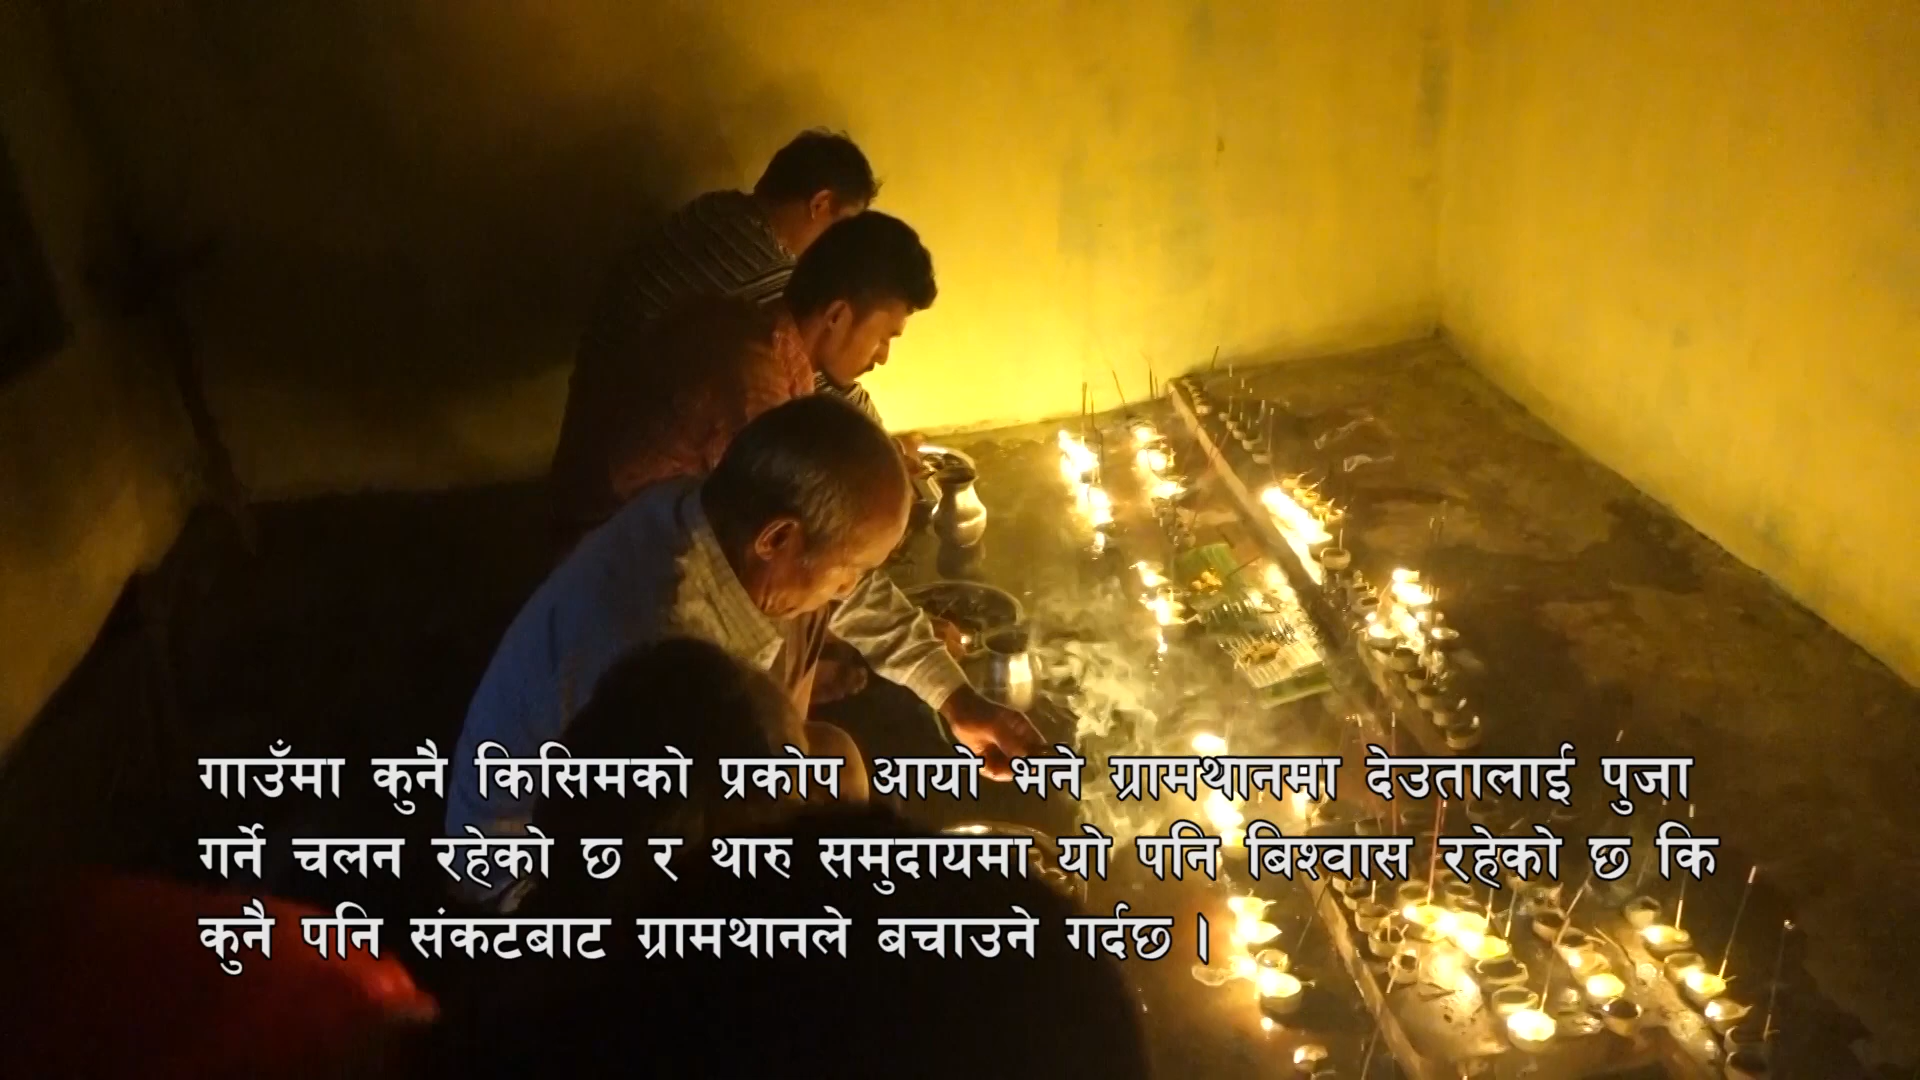 गाउँमा कुनै किसिमको प्रकोप आयो भने ग्रामथानमा देउतालाई पुजा
गर्ने चलन रहेको छ र थारु समुदायमा यो पनि बिश्वास रहेको छ कि
कुनै पनि संकटबाट ग्रामथानले बचाउने गर्दछ ।